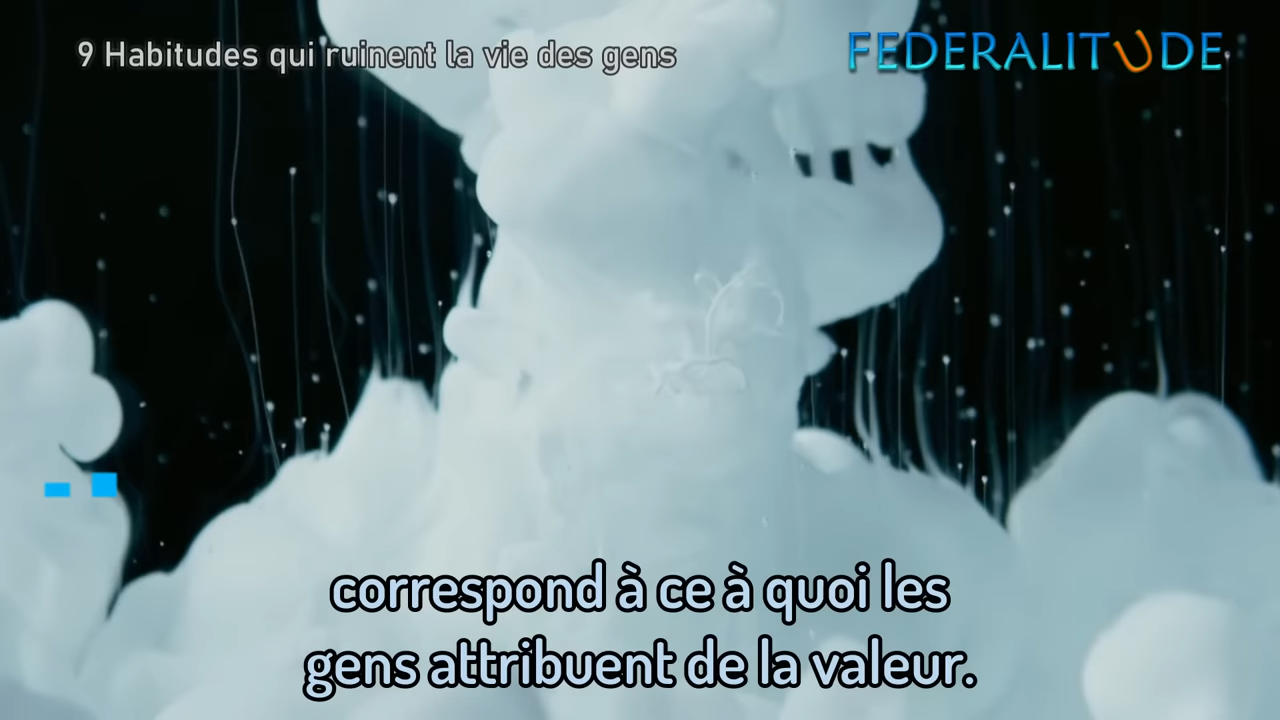 9 Habitudes qui ruinent la vie des gens
FEDERALITUDE
correspond à ce à quoi les
gens attribuent de la valeur.